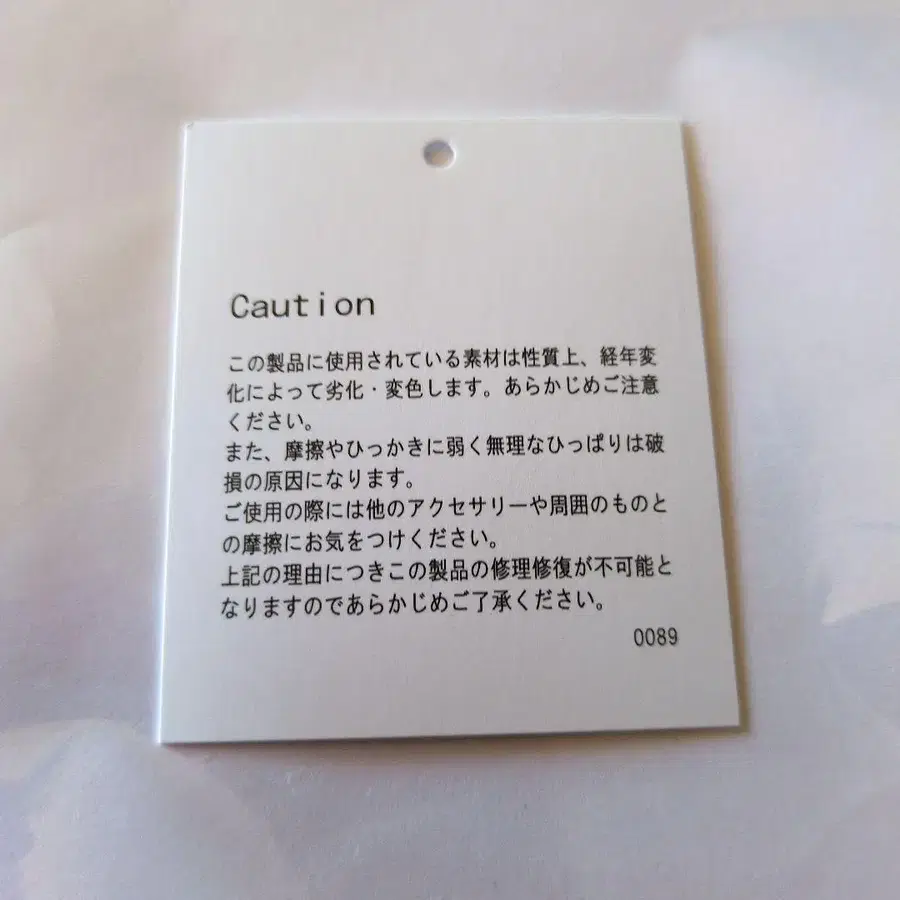 Caution
この製品に使用されている素材は性質上、経年変
化によって劣化・変色します。あらかじめご注意
ください。
また、摩擦やひっかきに弱く無理なひっぱりは破
損の原因になります。
ご使用の際には他のアクセサリーや周囲のものと
の摩擦にお気をつけください。
上記の理由につきこの製品の修理修復が不可能と
なりますのであらかじめご了承ください。
0089